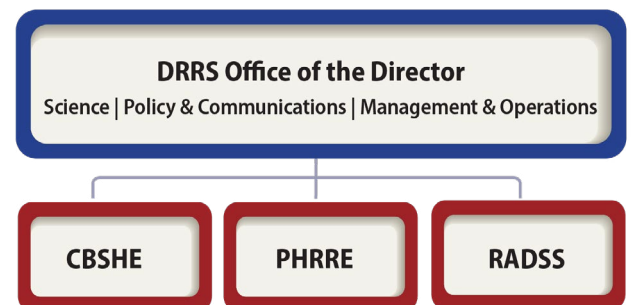 DRRS Office of the Director
Science | Policy & Communications | Management & Operations
CBSHE
PHRRE
RADSS